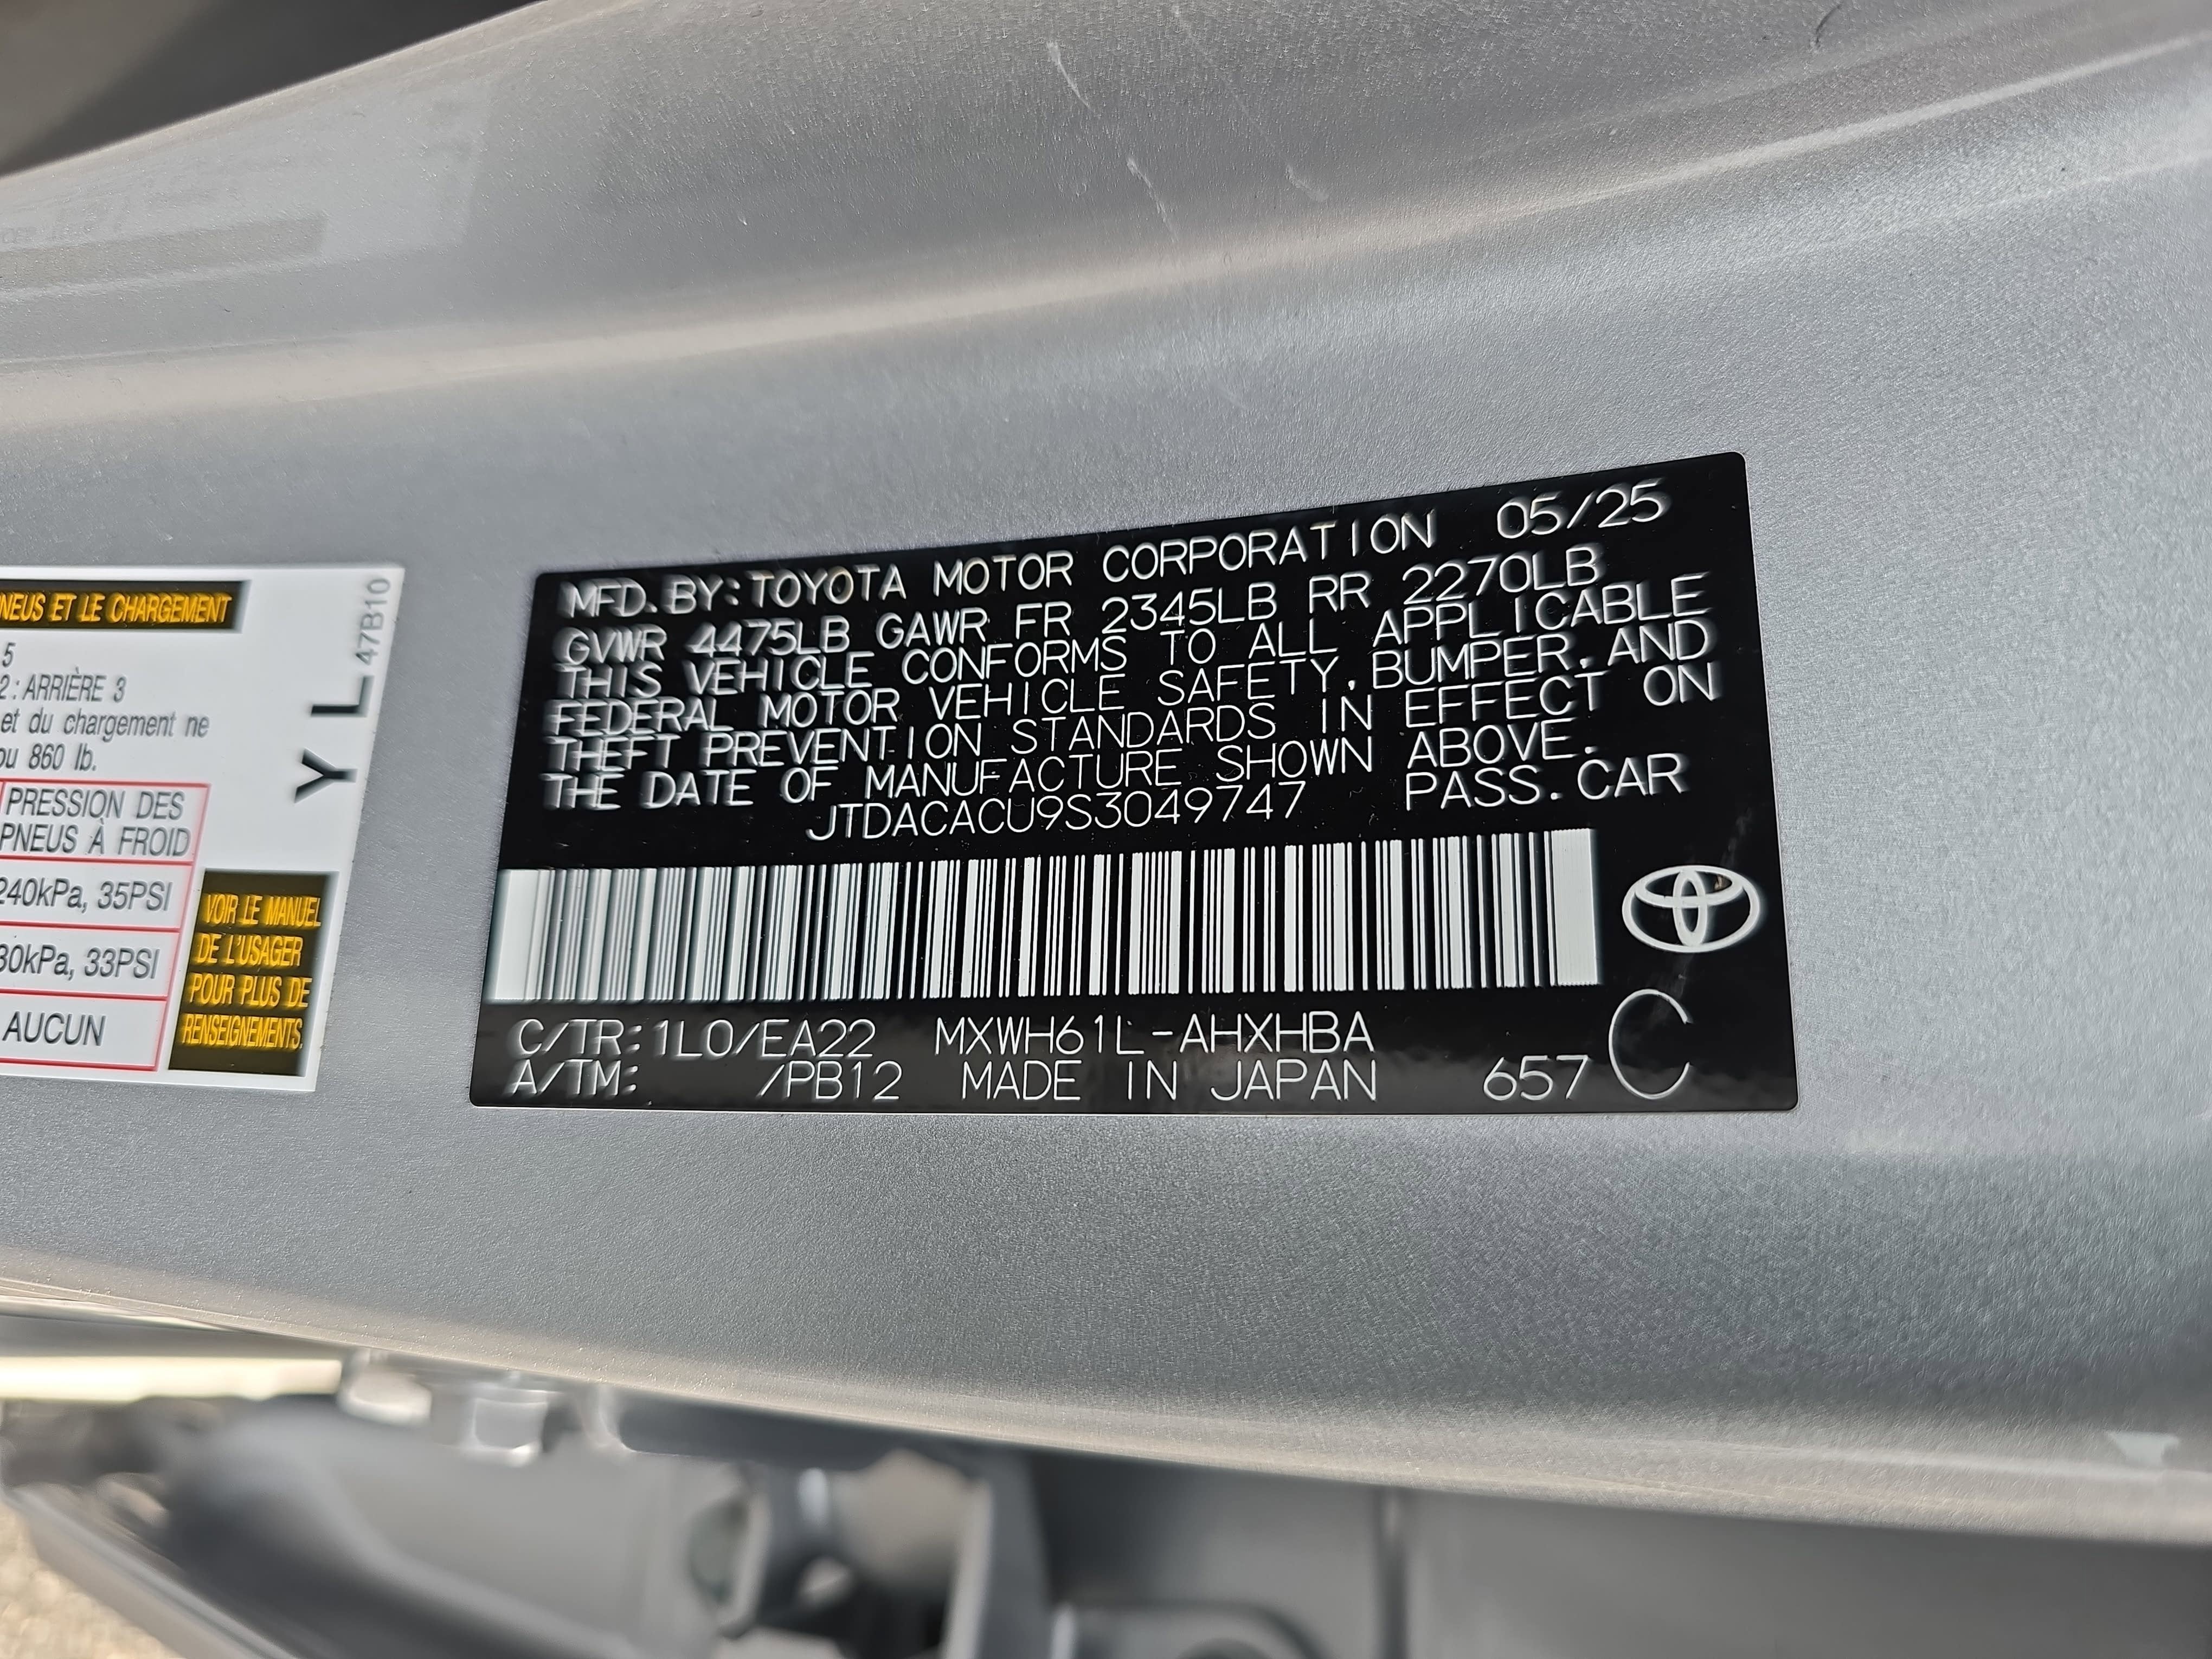 PNEUS ET LE CHARGEMENT
5
2 : ARRIÈRE 3
et du chargement ne
ou 860 lb.
PRESSION DES
PNEUS À FROID
240kPa, 35PSI
30kPa, 33PSI
AUCUN
VOIR LE MANUEL
DE L'USAGER
POUR PLUS DE
RENSEIGNEMENTS.
Y L 47B10
MFD. BY: TOYOTA MOTOR CORPORATION 05/25
GVWR 4475LB GAWR FR 2345LB RR 2270LB
THIS VEHICLE CONFORMS TO ALL APPLICABLE
FEDERAL MOTOR VEHICLE SAFETY, BUMPER, AND
THEFT PREVENTION STANDARDS IN EFFECT ON
THE DATE OF MANUFACTURE SHOWN ABOVE.
JTDACACU9S3049747 PASS. CAR
C/TR: 1L0/EA22 MXWH61L-AHXHBA
A/TM: /PB12 MADE IN JAPAN 657 C